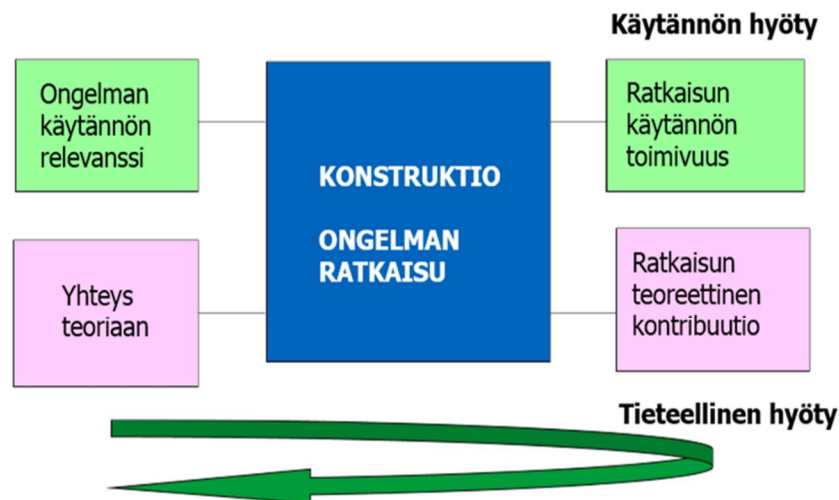 Käytännön hyöty
Ongelman
käytännön
relevanssi
KONSTRUKTIO
ONGELMAN
RATKAISU
Ratkaisun
käytännön
toimivuus
Yhteys
teoriaan
Ratkaisun
teoreettinen
kontribuutio
Tieteellinen hyöty